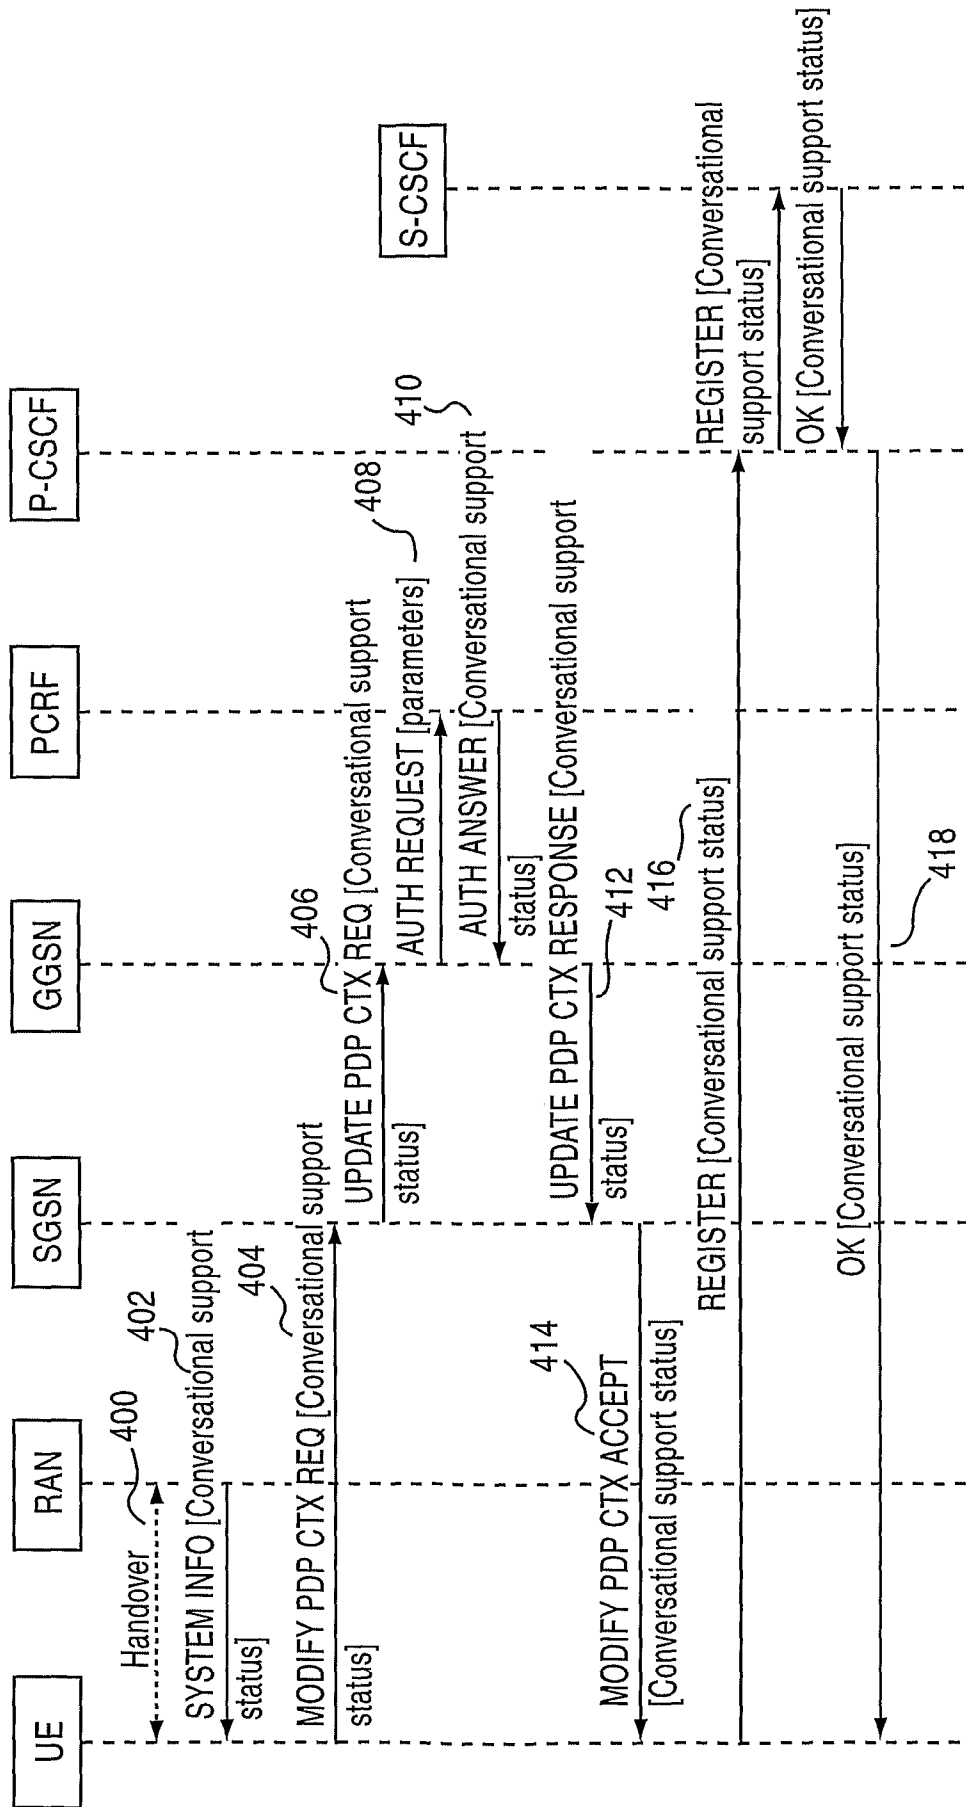 UE
RAN
SGSN
GGSN
PCRF
P-CSCF
S-CSCF
Handover
400
SYSTEM INFO [Conversational support
status]
402
MODIFY PDP CTX REQ [Conversational support
status]
404
UPDATE PDP CTX REQ [Conversational support
status]
406
AUTH REQUEST [parameters]
408
AUTH ANSWER [Conversational support
status]
410
UPDATE PDP CTX RESPONSE [Conversational support
status]
412
MODIFY PDP CTX ACCEPT
[Conversational support status]
414
REGISTER [Conversational support status]
416
REGISTER [Conversational
support status]
OK [Conversational support status]
OK [Conversational support status]
418